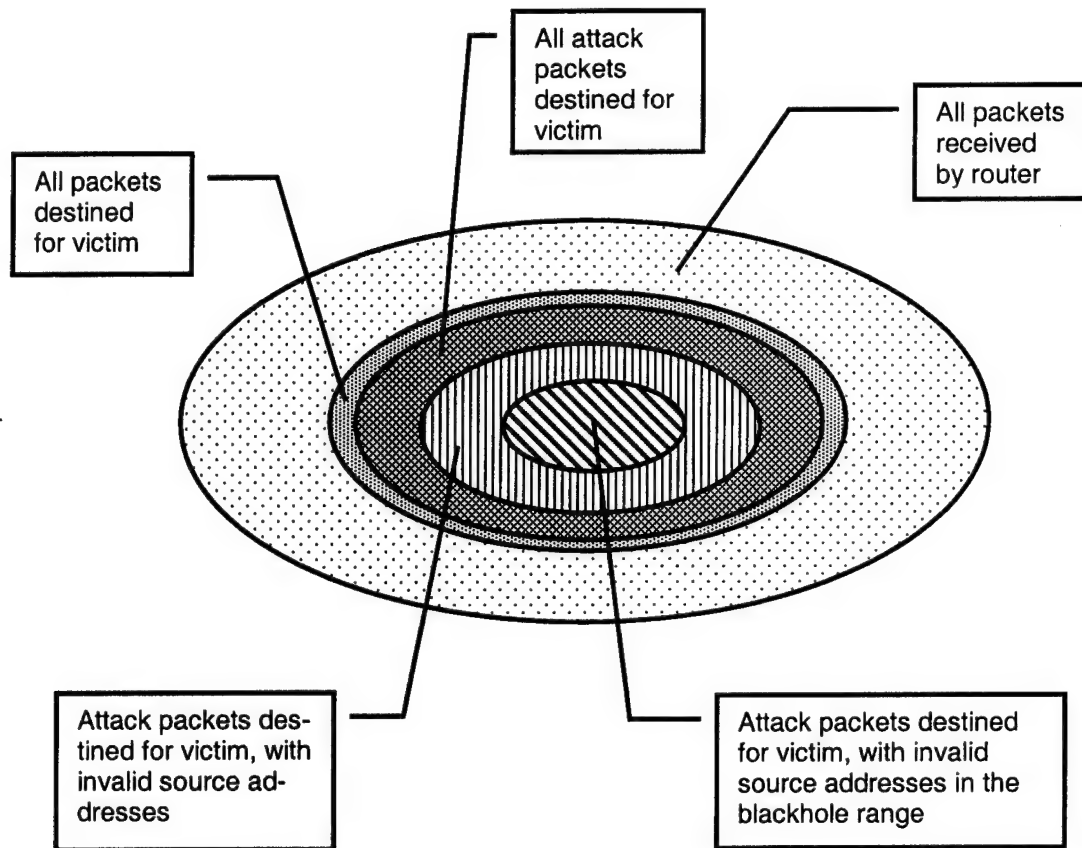 All attack
packets
destined for
victim
All packets
received
by router
All packets
destined
for victim
Attack packets des-
tined for victim, with
invalid source ad-
dresses
Attack packets destined
for victim, with invalid
source addresses in the
blackhole range